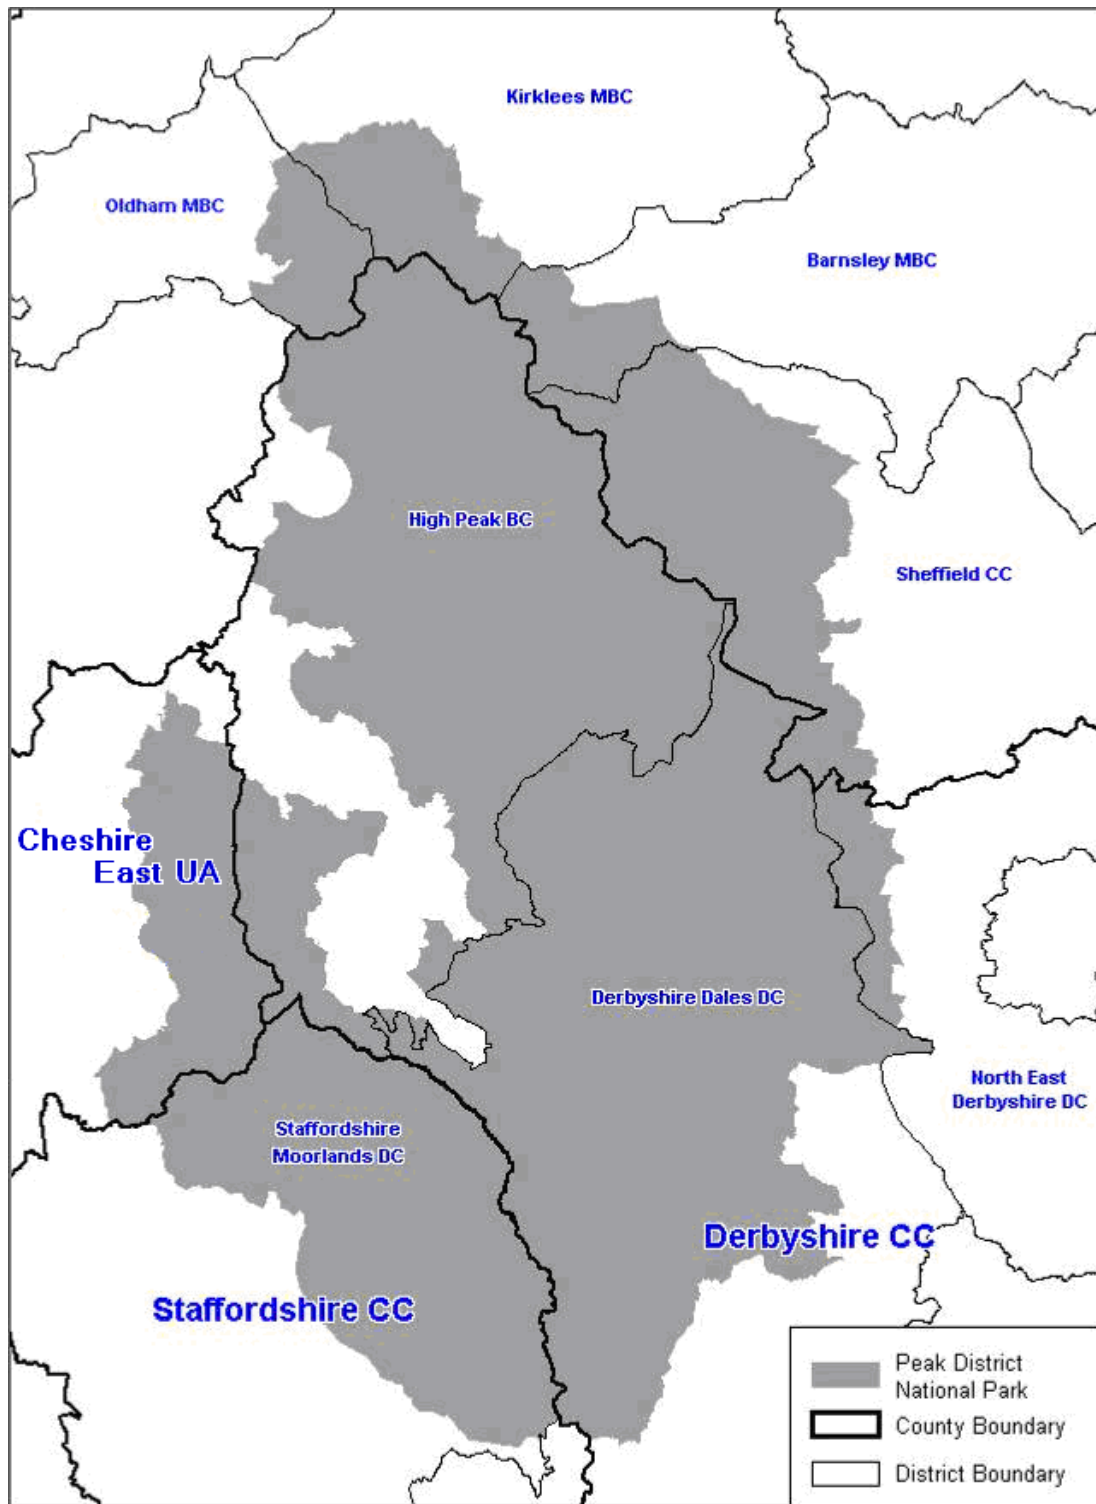 Kirklees MBC
Oldham MBC
Barnsley MBC
High Peak BC
Sheffield CC
Cheshire
East UA
Derbyshire Dales DC
North East
Derbyshire DC
Staffordshire
Moorlands DC
Derbyshire CC
Staffordshire CC
Peak District
National Park
County Boundary
District Boundary